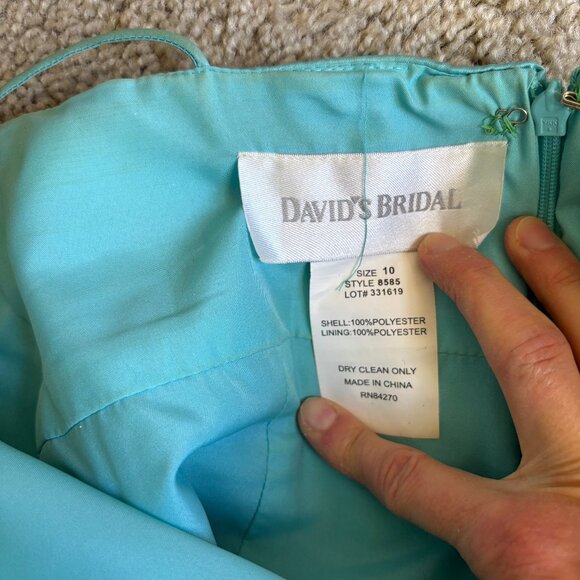 DAVID'S BRIDAL
SIZE 10
STYLE 8585
LOT# 331619
SHELL:100%POLYESTER
LINING:100%POLYESTER
DRY CLEAN ONLY
MADE IN CHINA
RN84270